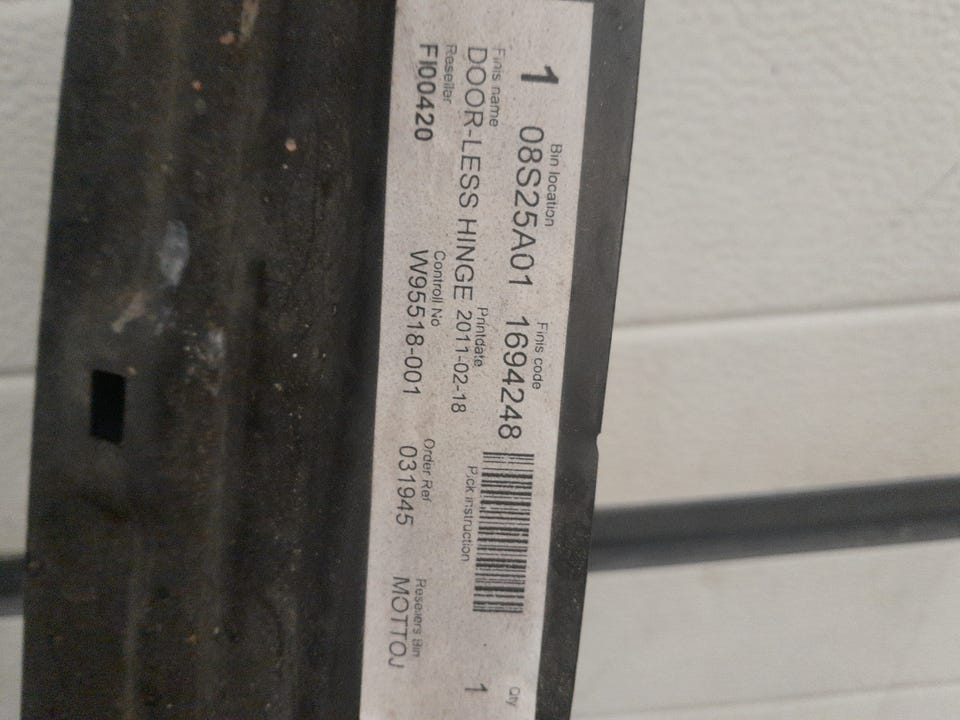 Bin location Finis code Qty
1 08S25A01 1694248
Finis name Printdate Pick instruction 1
DOOR-LESS HINGE 2011-02-18
Reseller Controll No Order Ref Resellers Bin
FI00420 W95518-001 031945 MOTTOJ